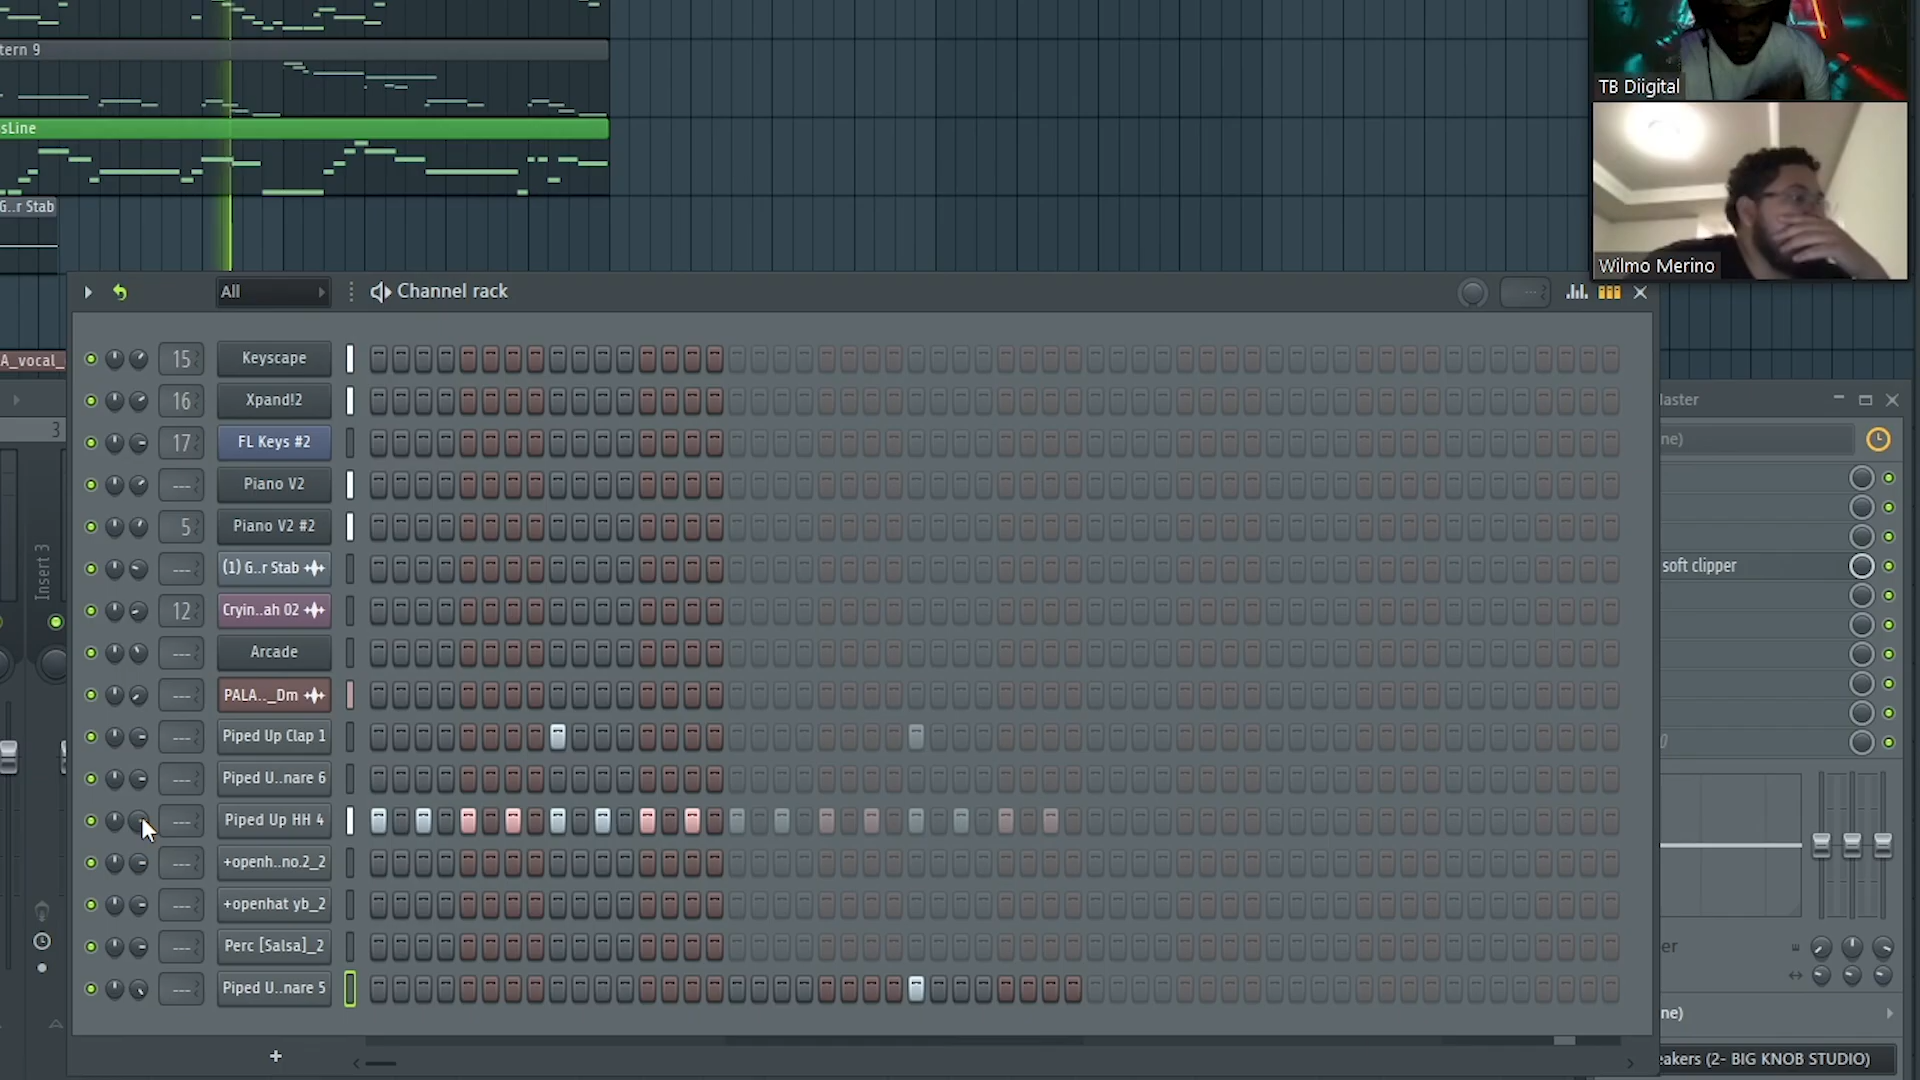 tern 9
sLine
G..r Stab
A_vocal_
TB Diigital
Wilmo Merino
All
Channel rack
15 Keyscape
16 Xpand!2
17 FL Keys #2
--- Piano V2
5 Piano V2 #2
--- (1) G..r Stab
12 Cryin..ah 02
--- Arcade
--- PALA.._Dm
--- Piped Up Clap 1
--- Piped U..nare 6
--- Piped Up HH 4
--- +openh..no.2_2
--- +openhat yb_2
--- Perc [Salsa]_2
--- Piped U..nare 5
+
3
Insert 3
laster
ne)
soft clipper
er
ne)
eakers (2- BIG KNOB STUDIO)